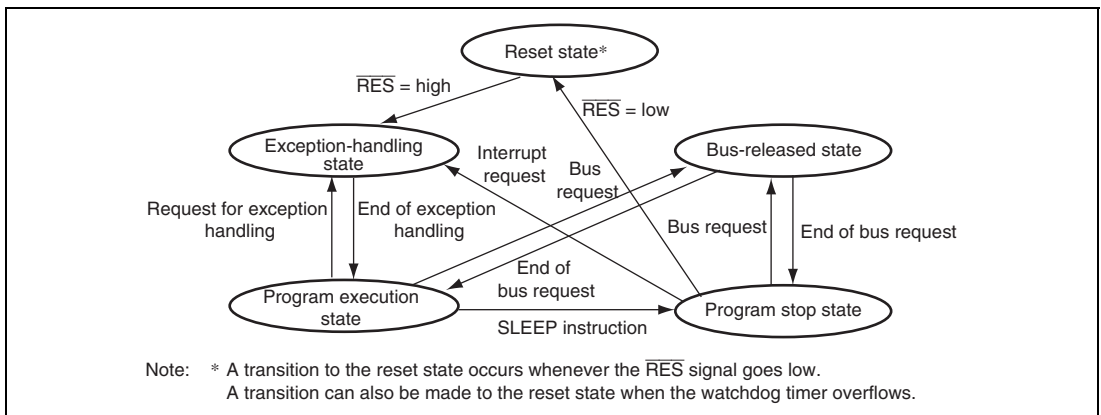 Reset state*
RES = high
RES = low
Exception-handling
state
Interrupt
request
Bus
request
Bus-released state
Request for exception
handling
End of exception
handling
Bus request
End of bus request
End of
bus request
Program execution
state
SLEEP instruction
Program stop state
Note: * A transition to the reset state occurs whenever the RES signal goes low.
A transition can also be made to the reset state when the watchdog timer overflows.